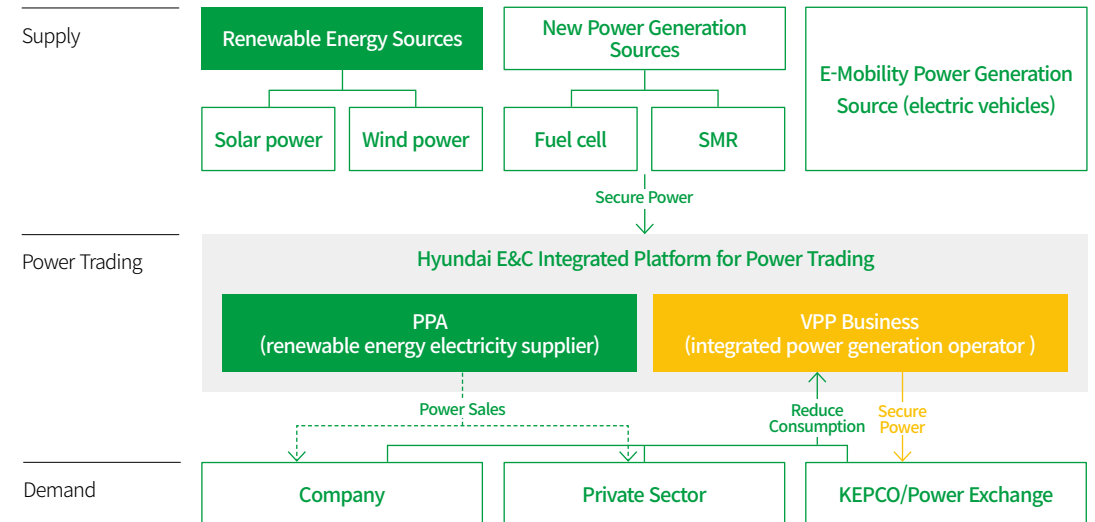 Supply
Renewable Energy Sources
New Power Generation
Sources
E-Mobility Power Generation
Source (electric vehicles)
Solar power
Wind power
Fuel cell
SMR
Secure Power
Power Trading
Hyundai E&C Integrated Platform for Power Trading
PPA
(renewable energy electricity supplier)
VPP Business
(integrated power generation operator )
Power Sales
Reduce
Consumption
Secure
Power
Demand
Company
Private Sector
KEPCO/Power Exchange